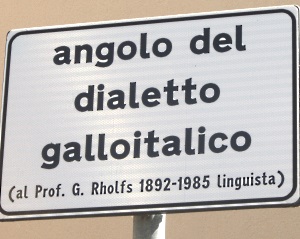 angolo del
dialetto
galloitalico
(al Prof. G. Rholfs 1892-1985 linguista)